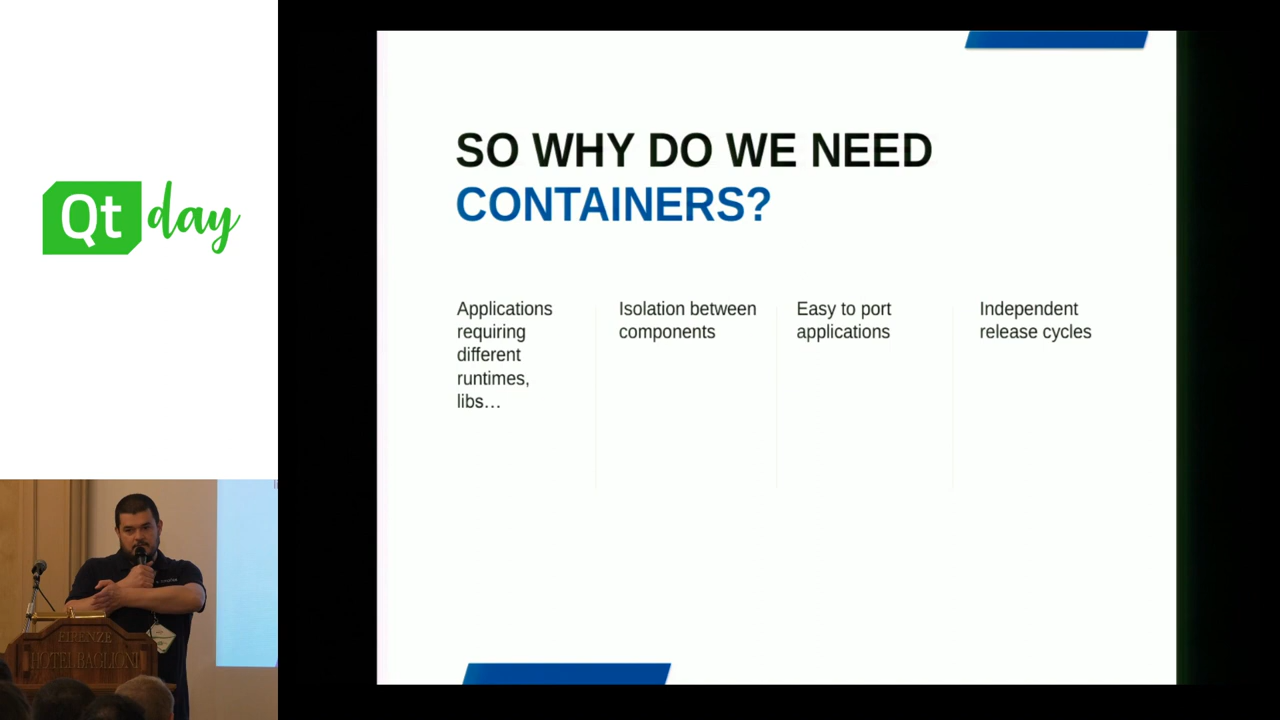 Qt day
SO WHY DO WE NEED
CONTAINERS?
Applications
requiring
different
runtimes,
libs…
Isolation between
components
Easy to port
applications
Independent
release cycles
FIRENZE
HOTEL BAGLIONI